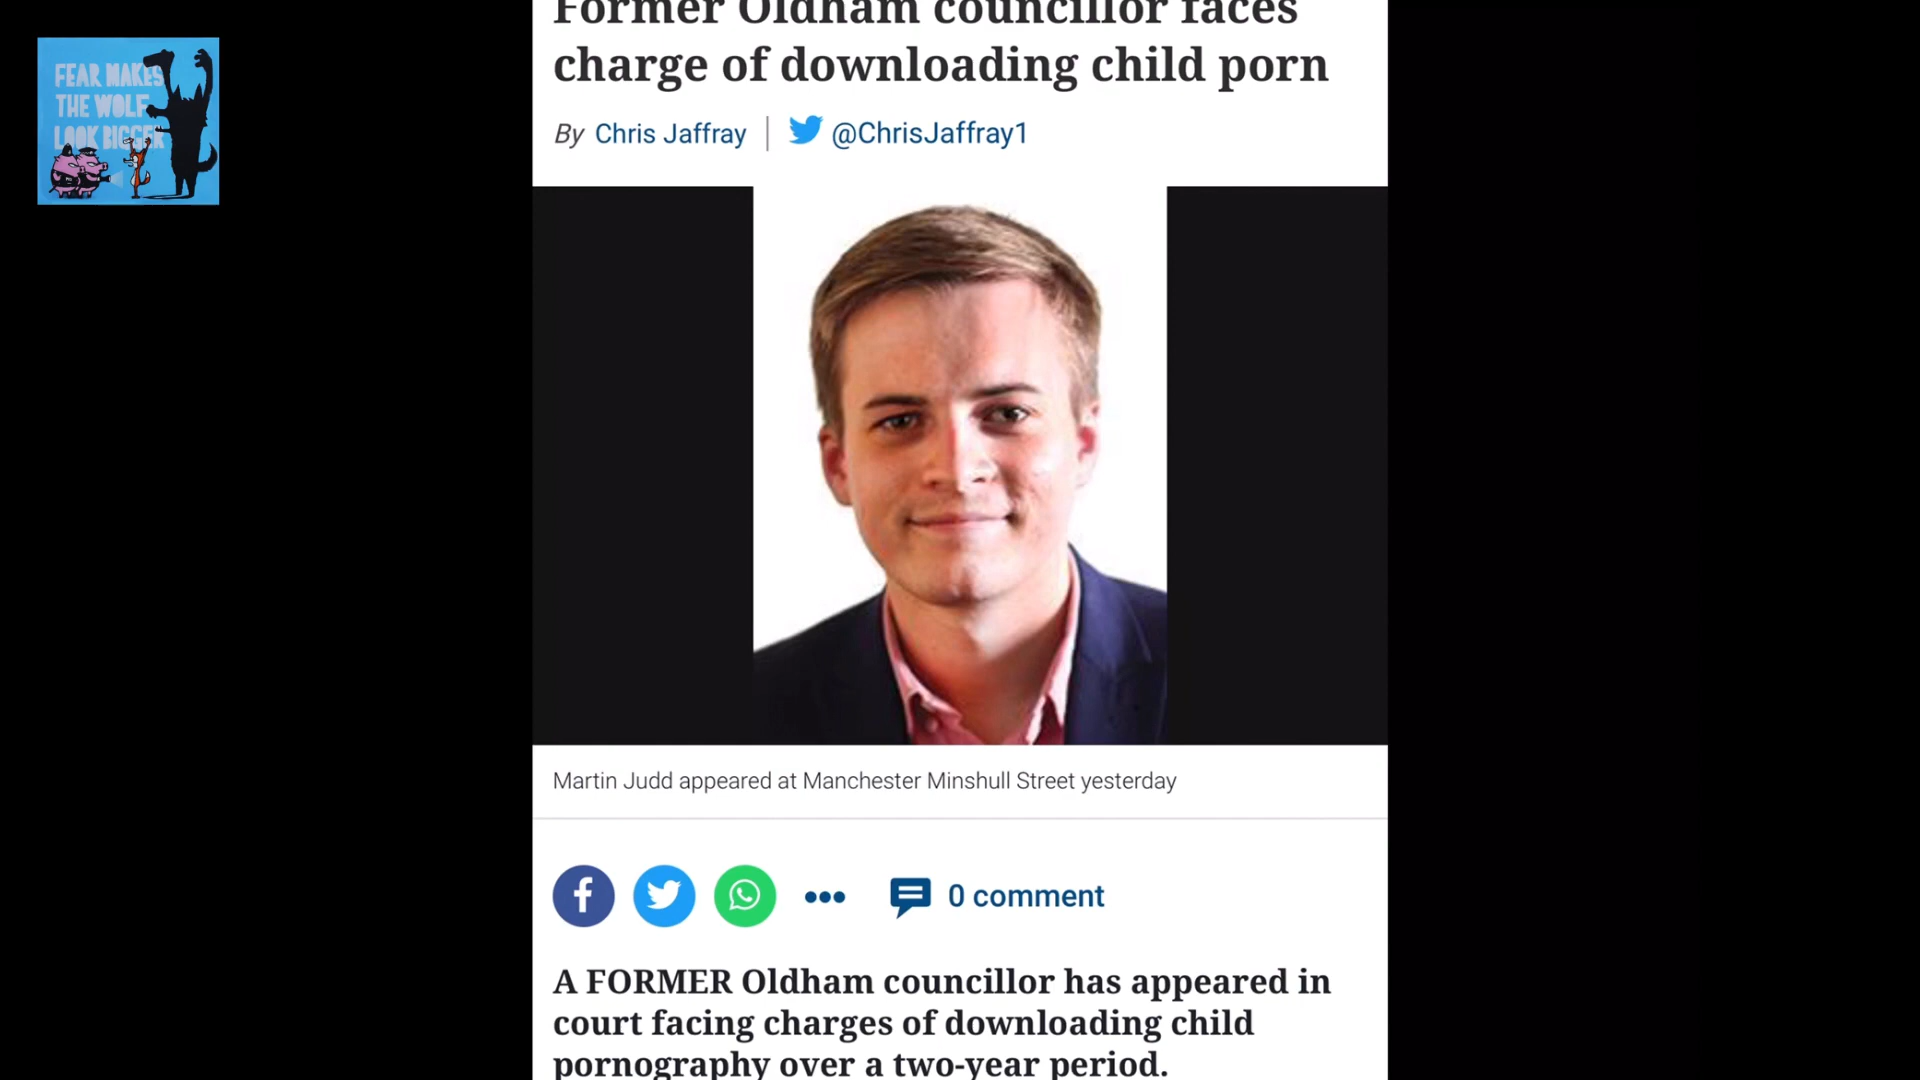 FEAR MAKES
THE WOLF
LOOK BIGGER
Former Oldham councillor faces
charge of downloading child porn
By Chris Jaffray | @ChrisJaffray1
Martin Judd appeared at Manchester Minshull Street yesterday
0 comment
A FORMER Oldham councillor has appeared in
court facing charges of downloading child
pornography over a two-year period.